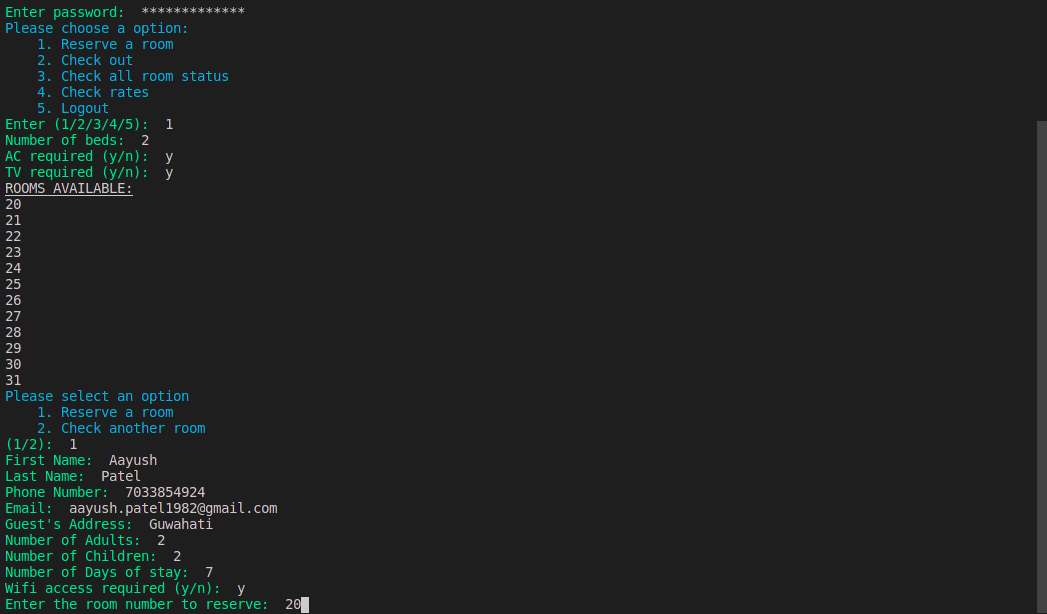 Enter password:  *************
Please choose a option:
    1. Reserve a room
    2. Check out
    3. Check all room status
    4. Check rates
    5. Logout
Enter (1/2/3/4/5):  1
Number of beds:  2
AC required (y/n):  y
TV required (y/n):  y
ROOMS AVAILABLE:
20
21
22
23
24
25
26
27
28
29
30
31
Please select an option
    1. Reserve a room
    2. Check another room
(1/2):  1
First Name:  Aayush
Last Name:  Patel
Phone Number:  7033854924
Email:  aayush.patel1982@gmail.com
Guest's Address:  Guwahati
Number of Adults:  2
Number of Children:  2
Number of Days of stay:  7
Wifi access required (y/n):  y
Enter the room number to reserve:  20